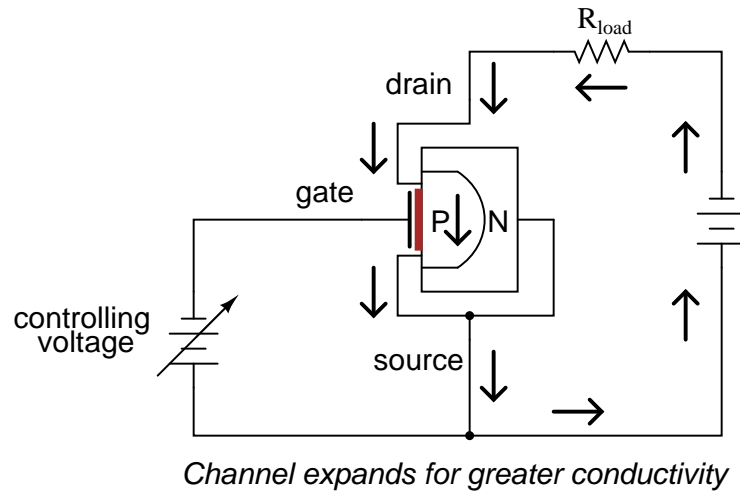 R_load
drain
gate
P
N
controlling
voltage
source
Channel expands for greater conductivity